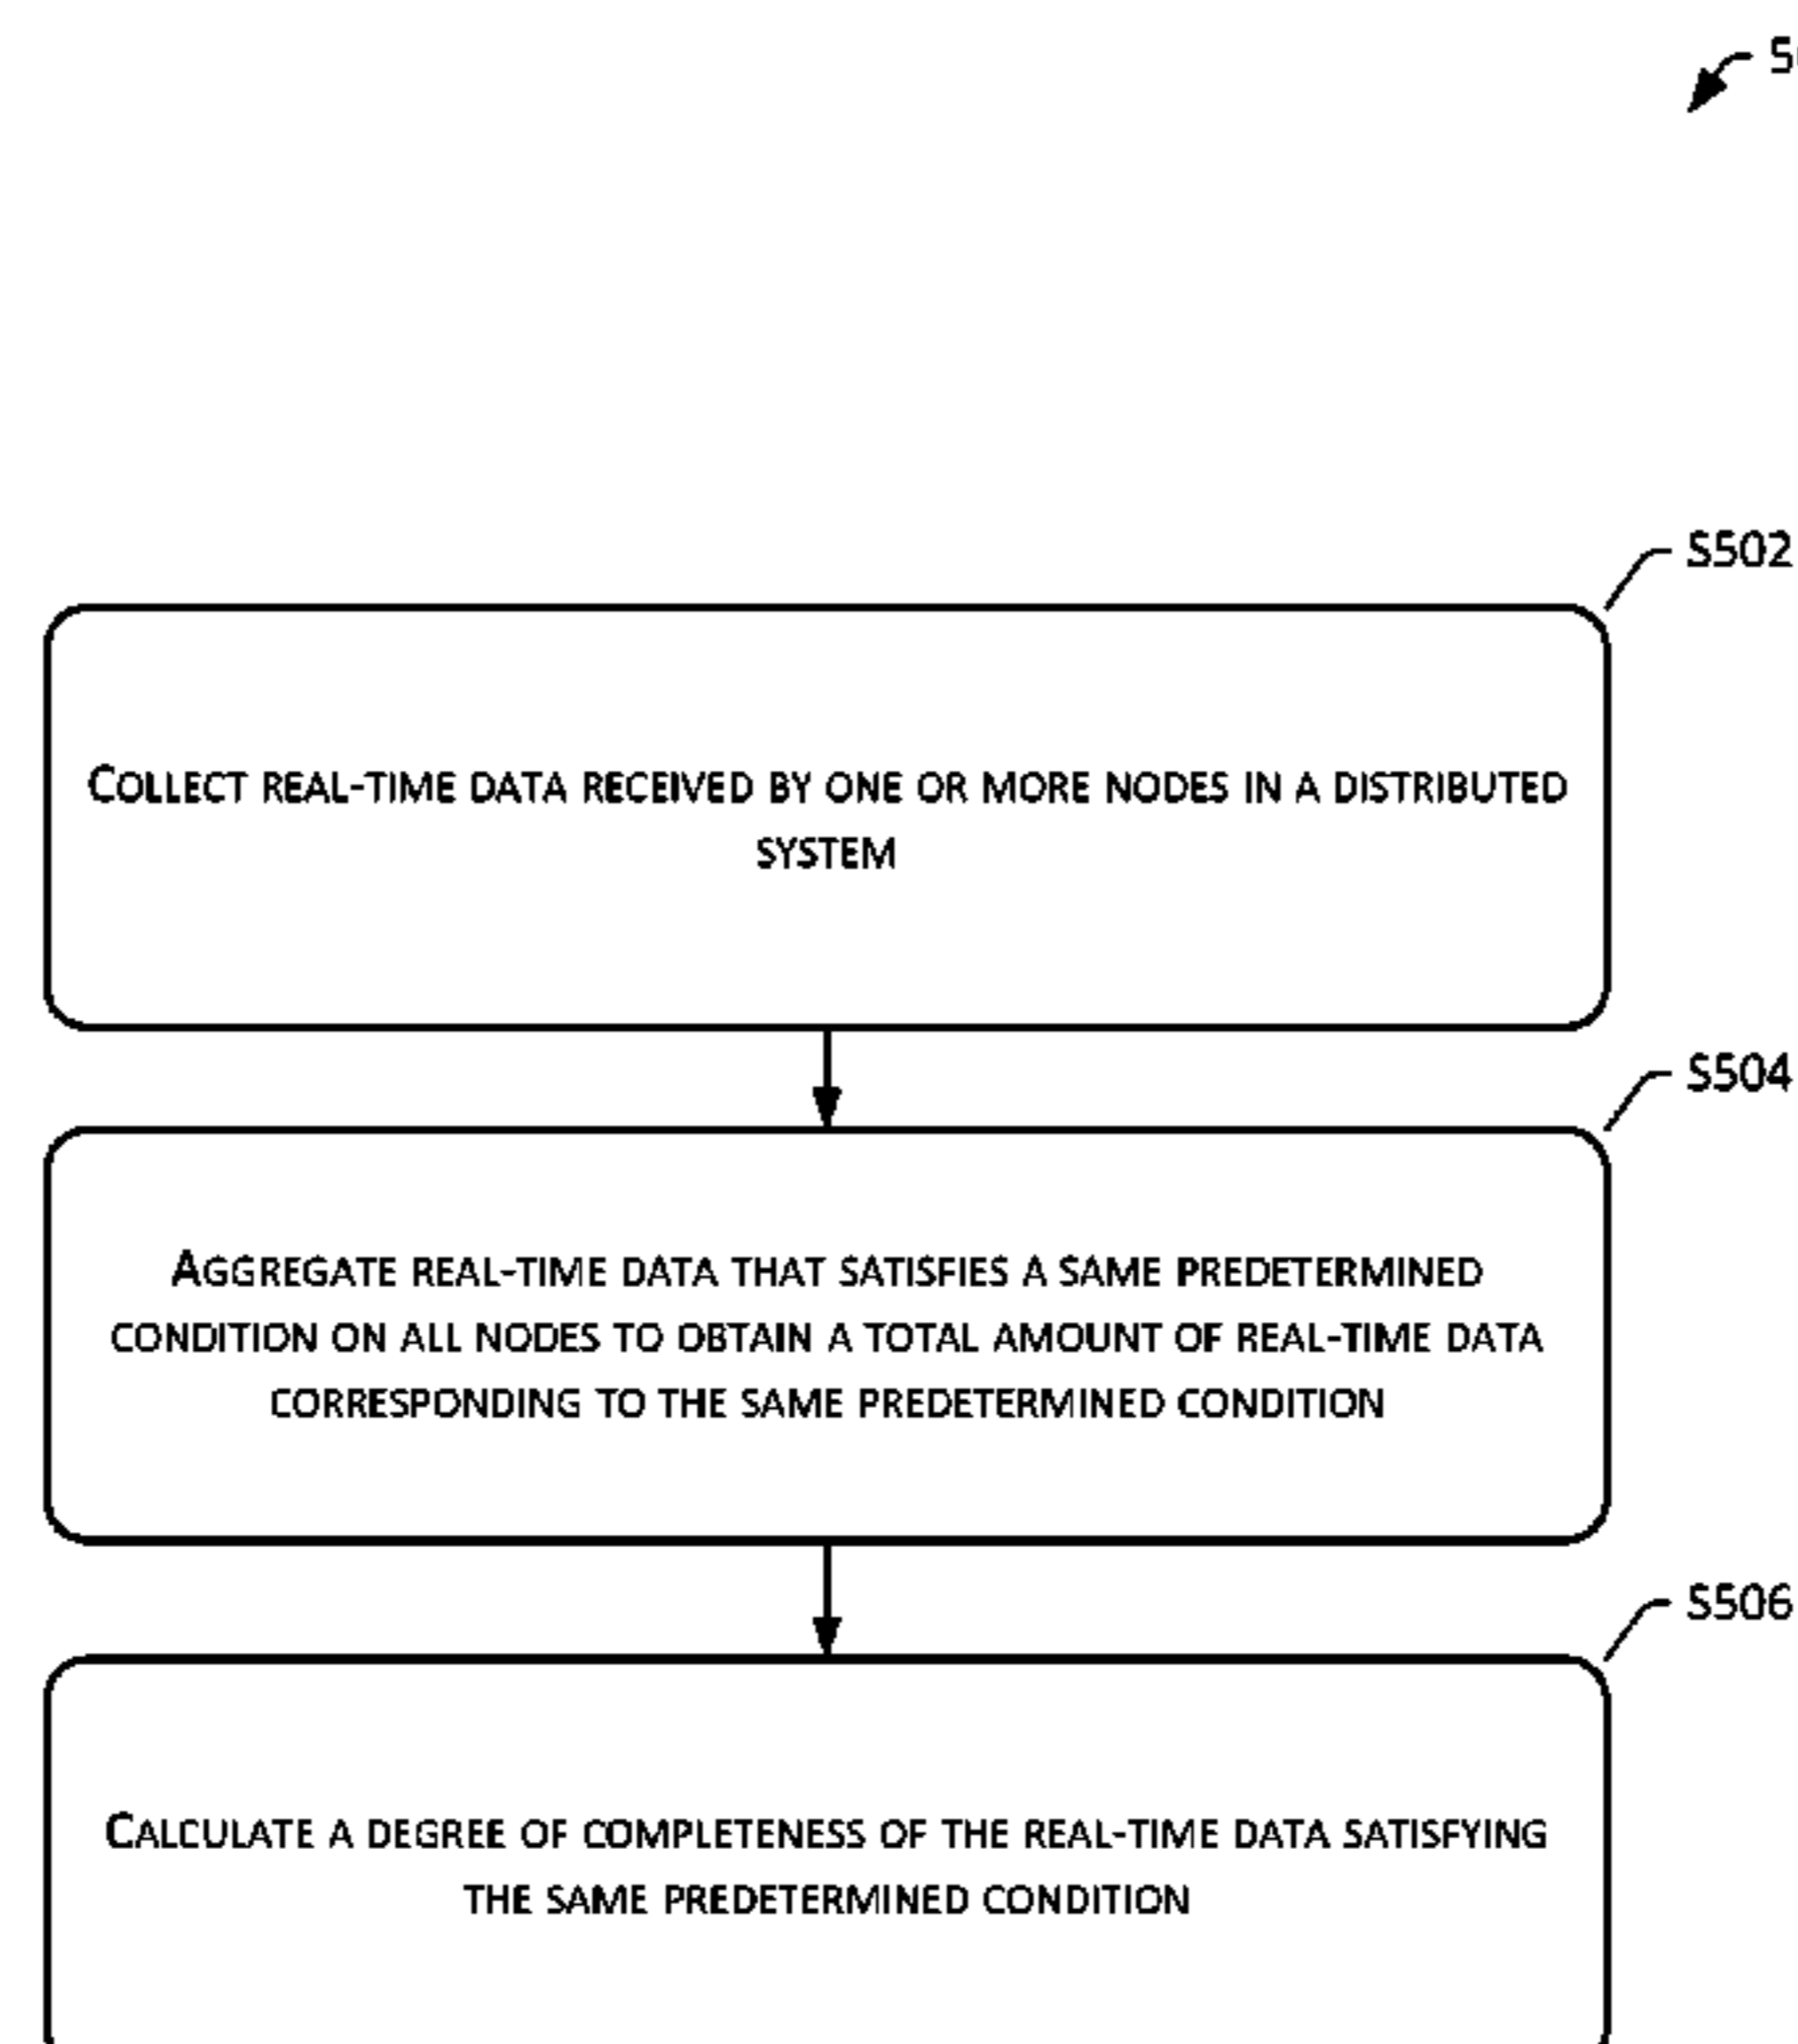 S502
COLLECT REAL-TIME DATA RECEIVED BY ONE OR MORE NODES IN A DISTRIBUTED
SYSTEM
S504
AGGREGATE REAL-TIME DATA THAT SATISFIES A SAME PREDETERMINED
CONDITION ON ALL NODES TO OBTAIN A TOTAL AMOUNT OF REAL-TIME DATA
CORRESPONDING TO THE SAME PREDETERMINED CONDITION
S506
CALCULATE A DEGREE OF COMPLETENESS OF THE REAL-TIME DATA SATISFYING
THE SAME PREDETERMINED CONDITION